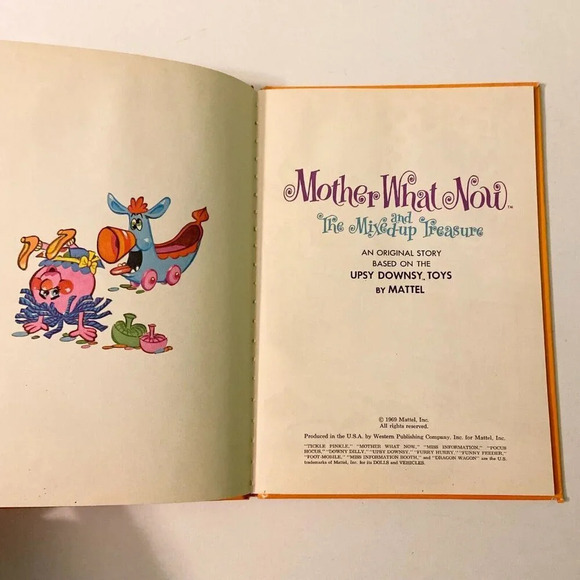 Mother What Now™
and
The Mixed-up Treasure
AN ORIGINAL STORY
BASED ON THE
UPSY DOWNSY™ TOYS
BY MATTEL
© 1969 Mattel, Inc.
All rights reserved.
Produced in the U.S.A. by Western Publishing Company, Inc. for Mattel, Inc.
"TICKLE PINKLE," "MOTHER WHAT NOW," "MISS INFORMATION," "POCUS
HOCUS," "DOWNY DILLY," "UPSY DOWNSY," "FURRY HURRY," "FUNNY FEEDER,"
"FOOT-MOBILE," "MISS INFORMATION BOOTH," and "DRAGON WAGON" are the U.S.
trademarks of Mattel, Inc. for its DOLLS and VEHICLES.